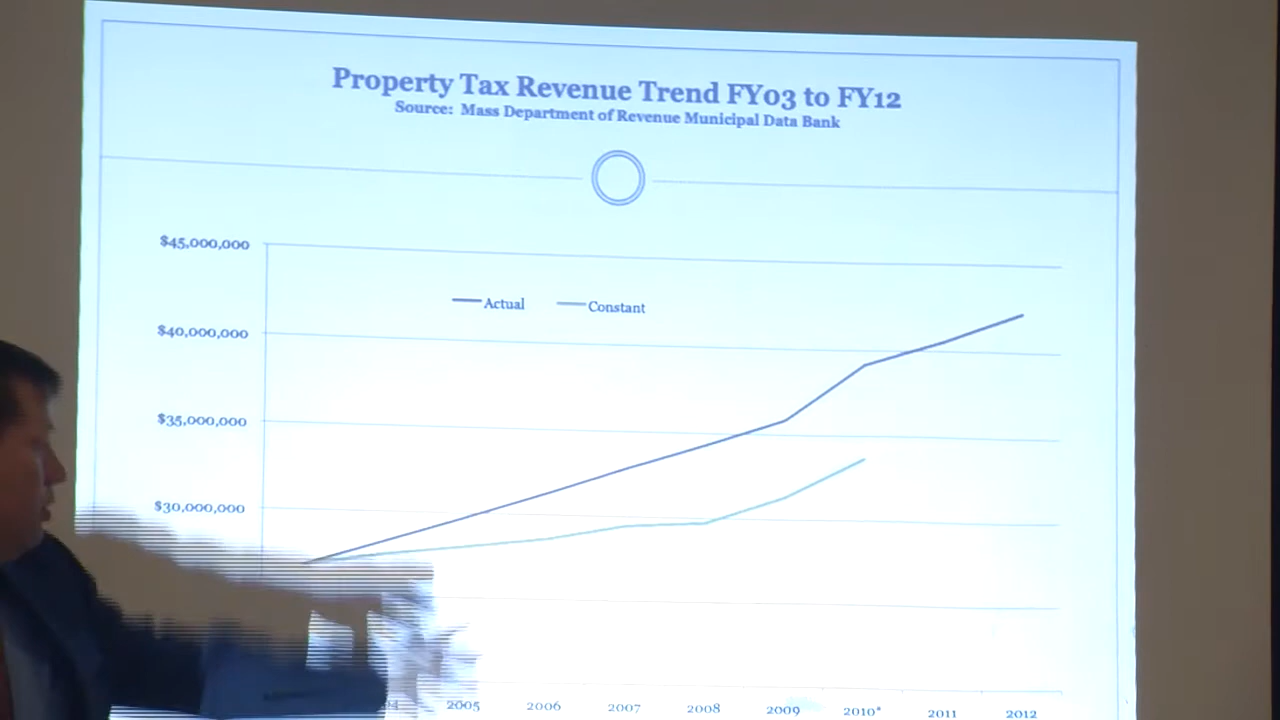 Property Tax Revenue Trend FY03 to FY12
Source: Mass Department of Revenue Municipal Data Bank
$45,000,000
Actual Constant
$40,000,000
$35,000,000
$30,000,000
2005 2006 2007 2008 2009 2010* 2011 2012